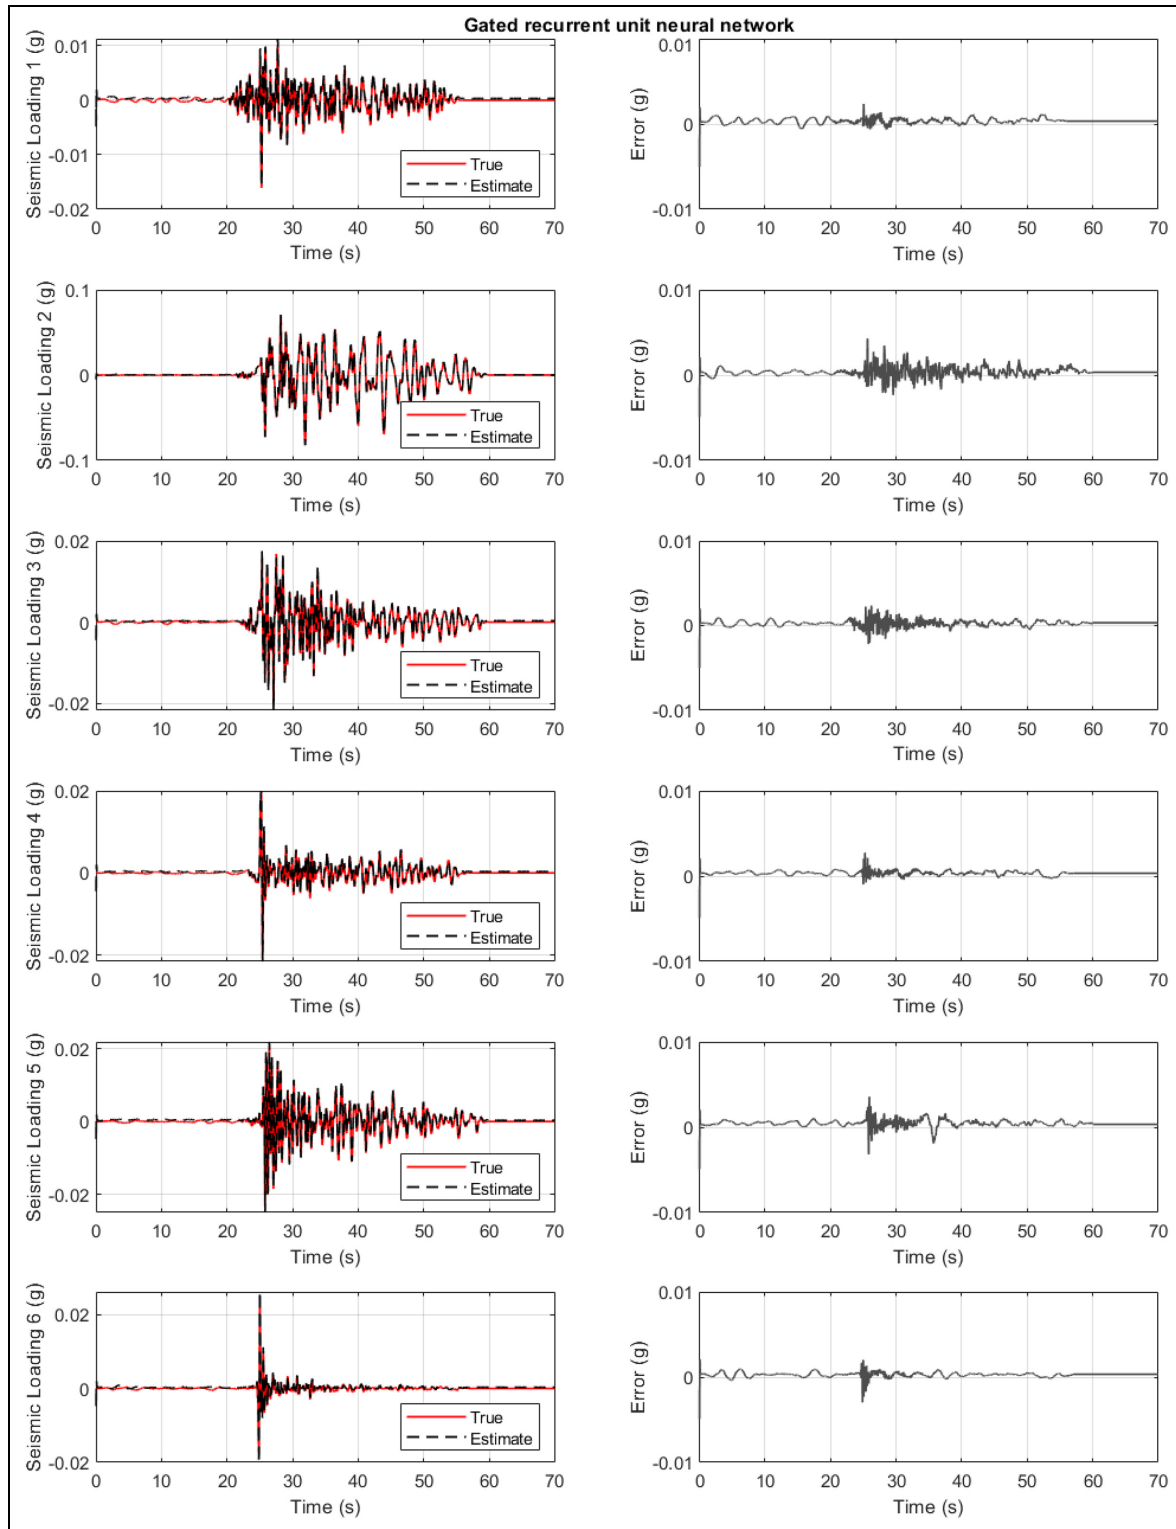 Gated recurrent unit neural network
Seismic Loading 1 (g)
0.01
0
-0.01
-0.02
True
Estimate
0 10 20 30 40 50 60 70
Time (s)
Error (g)
0.01
0
-0.01
0 10 20 30 40 50 60 70
Time (s)
Seismic Loading 2 (g)
0.1
0
-0.1
True
Estimate
0 10 20 30 40 50 60 70
Time (s)
Error (g)
0.01
0
-0.01
0 10 20 30 40 50 60 70
Time (s)
Seismic Loading 3 (g)
0.02
0
-0.02
True
Estimate
0 10 20 30 40 50 60 70
Time (s)
Error (g)
0.01
0
-0.01
0 10 20 30 40 50 60 70
Time (s)
Seismic Loading 4 (g)
0.02
0
-0.02
True
Estimate
0 10 20 30 40 50 60 70
Time (s)
Error (g)
0.01
0
-0.01
0 10 20 30 40 50 60 70
Time (s)
Seismic Loading 5 (g)
0.02
0
-0.02
True
Estimate
0 10 20 30 40 50 60 70
Time (s)
Error (g)
0.01
0
-0.01
0 10 20 30 40 50 60 70
Time (s)
Seismic Loading 6 (g)
0.02
0
-0.02
True
Estimate
0 10 20 30 40 50 60 70
Time (s)
Error (g)
0.01
0
-0.01
0 10 20 30 40 50 60 70
Time (s)